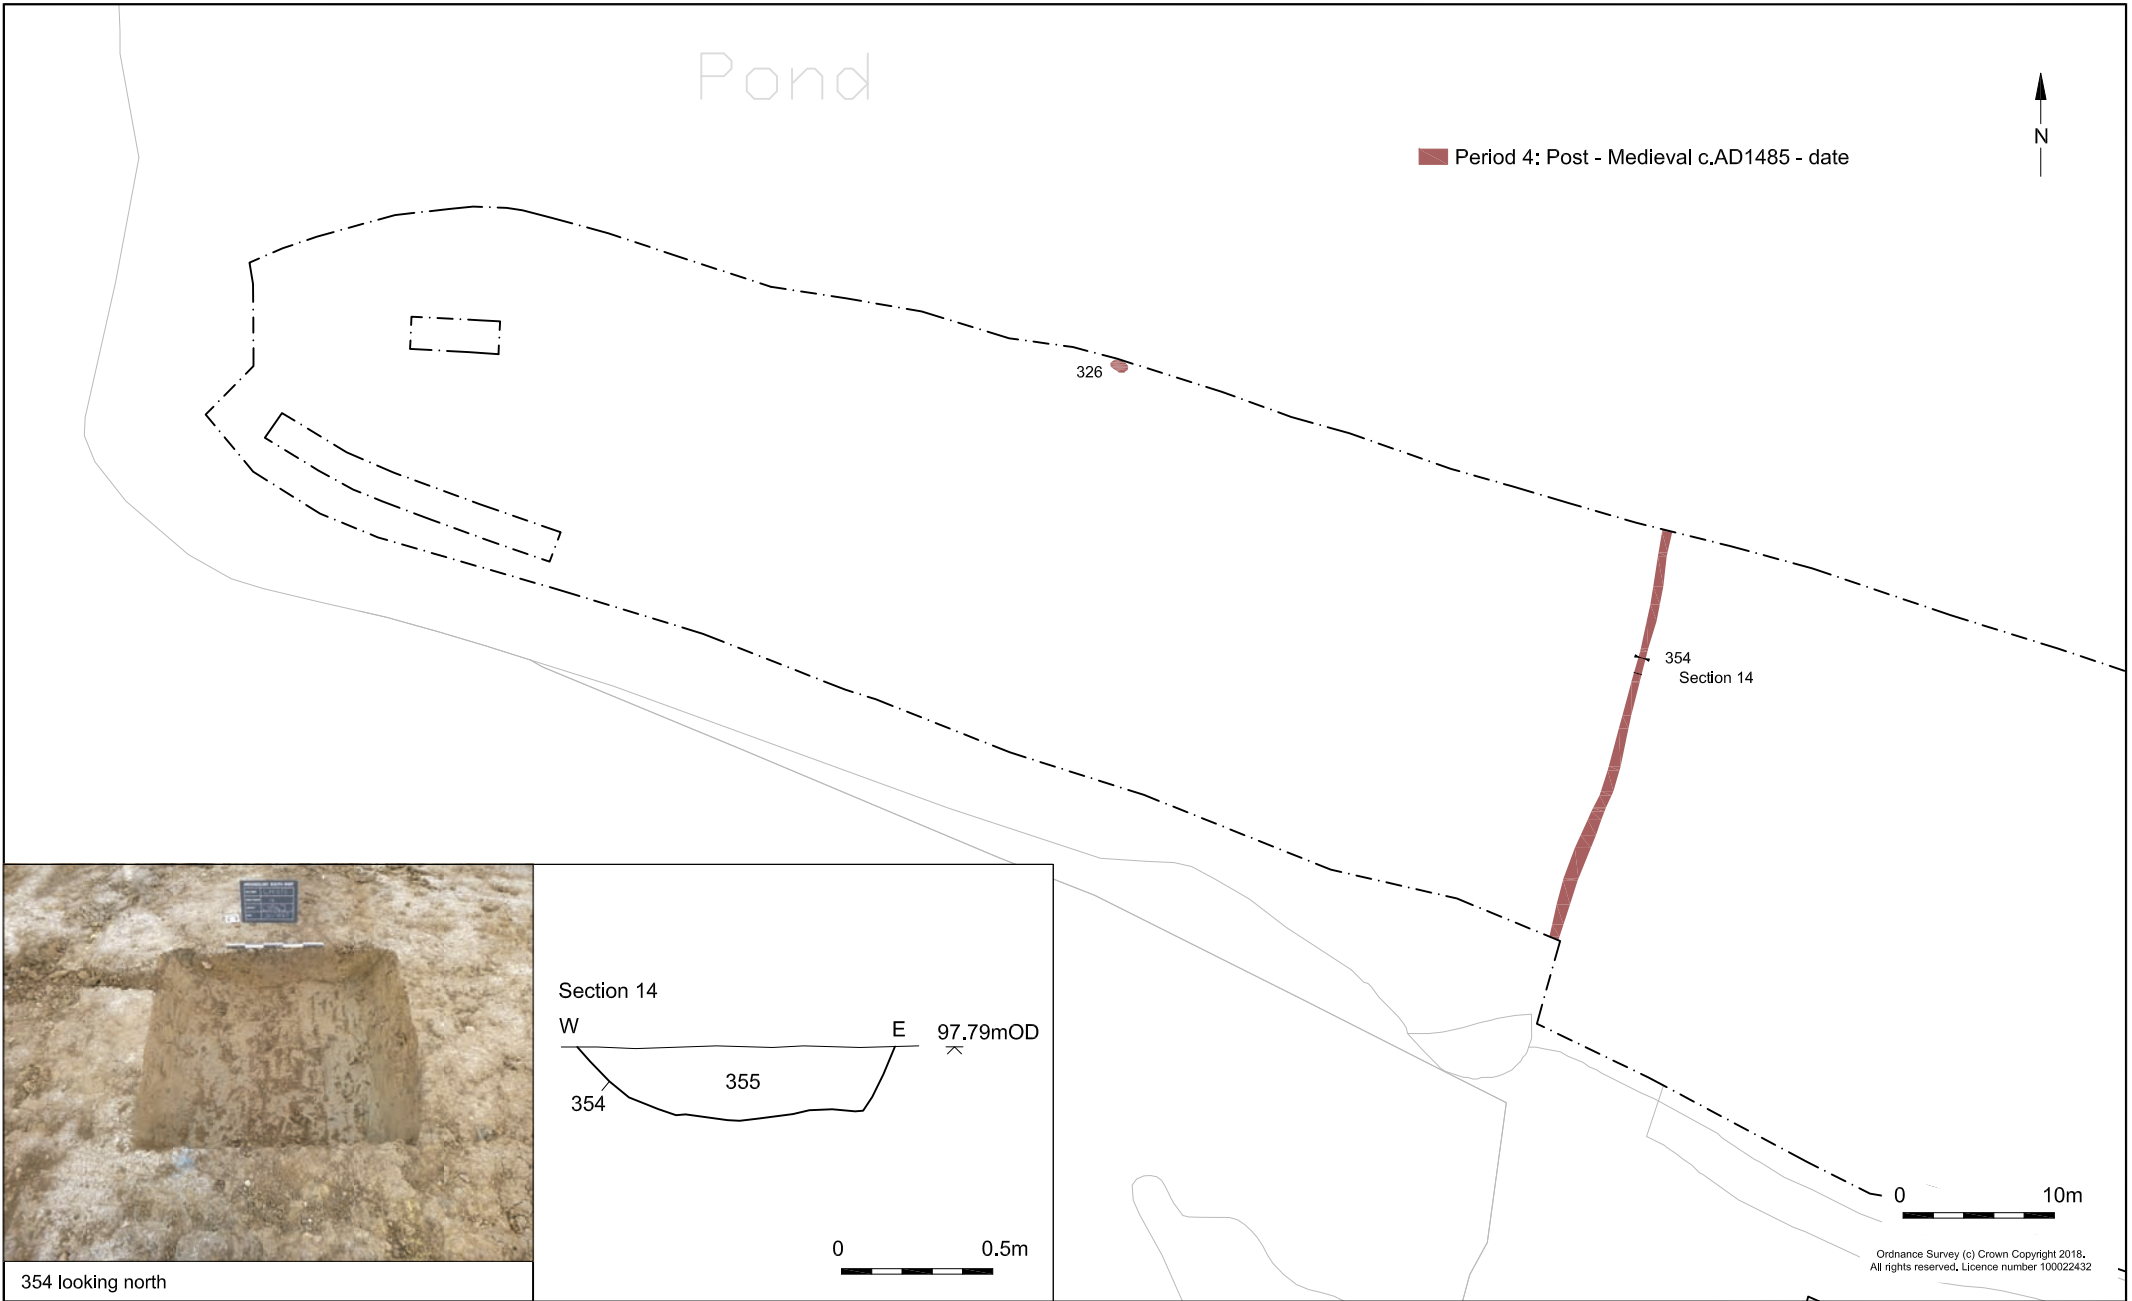 Pond
N
Period 4: Post - Medieval c.AD1485 - date
326
354
Section 14
Section 14
W
E
97.79mOD
355
354
0
0.5m
354 looking north
0
10m
Ordnance Survey (c) Crown Copyright 2018.
All rights reserved. Licence number 100022432